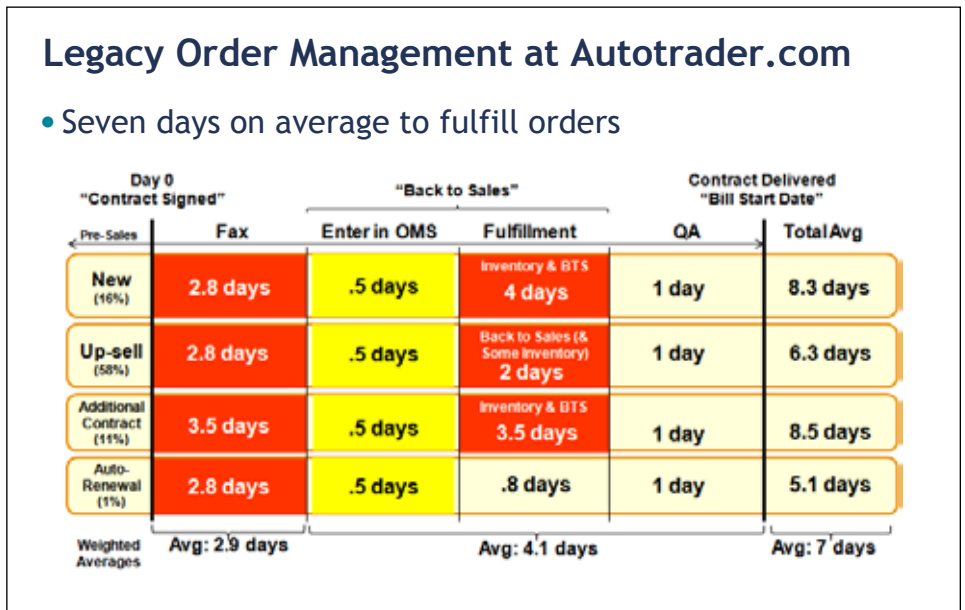 Legacy Order Management at Autotrader.com
• Seven days on average to fulfill orders
Day 0
"Contract Signed"
"Back to Sales"
Contract Delivered
"Bill Start Date"
Pre-Sales
Fax
Enter in OMS
Fulfillment
QA
Total Avg
New
(16%)
2.8 days
.5 days
Inventory & BTS
4 days
1 day
8.3 days
Up-sell
(58%)
2.8 days
.5 days
Back to Sales (&
Some Inventory)
2 days
1 day
6.3 days
Additional
Contract
(11%)
3.5 days
.5 days
Inventory & BTS
3.5 days
1 day
8.5 days
Auto-
Renewal
(1%)
2.8 days
.5 days
.8 days
1 day
5.1 days
Weighted
Averages
Avg: 2.9 days
Avg: 4.1 days
Avg: 7 days